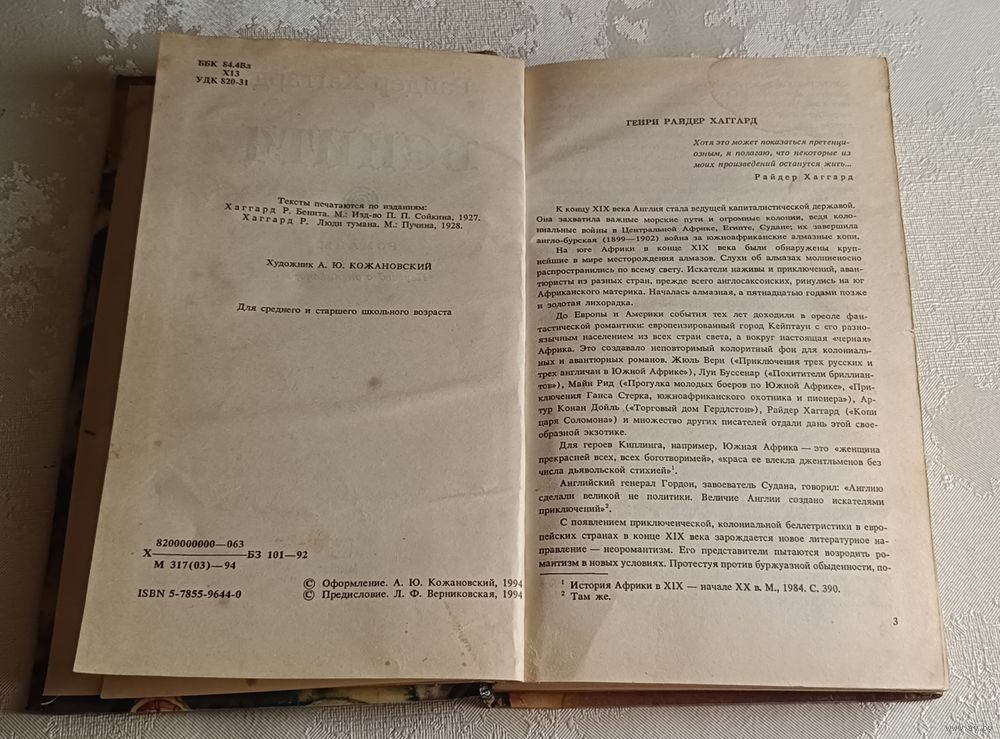 ББК 84.4Вл
Х13
УДК 820-31
Тексты печатаются по изданиям:
Хаггард Р. Бенита. М.: Изд-во П. П. Сойкина, 1927.
Хаггард Р. Люди тумана. М.: Пучина, 1928.
Художник А. Ю. КОЖАНОВСКИЙ
Для среднего и старшего школьного возраста
8200000000—063
Х————БЗ 101—92
М 317(03)—94
ISBN 5-7855-9644-0
© Оформление. А. Ю. Кожановский, 1994
© Предисловие. Л. Ф. Верниковская, 1994
ГЕНРИ РАЙДЕР ХАГГАРД
Хотя это может показаться претенци-
озным, я полагаю, что некоторые из
моих произведений останутся жить...
Райдер Хаггард
К концу XIX века Англия стала ведущей капиталистической державой.
Она захватила важные морские пути и огромные колонии, ведя коло-
ниальные войны в Центральной Африке, Египте, Судане; их завершила
англо-бурская (1899—1902) война за южноафриканские алмазные копи.
На юге Африки в конце XIX века были обнаружены круп-
нейшие в мире месторождения алмазов. Слухи об алмазах молниеносно
распространились по всему свету. Искатели наживы и приключений, аван-
тюристы из разных стран, прежде всего англосаксонских, ринулись на юг
Африканского материка. Началась алмазная, а пятнадцатью годами позже
и золотая лихорадка.
До Европы и Америки события тех лет доходили в ореоле фан-
тастической романтики: европеизированный город Кейптаун с его разно-
язычным населением из всех стран света, а вокруг настоящая «черная»
Африка. Это создавало неповторимый колоритный фон для колониаль-
ных и авантюрных романов. Жюль Верн («Приключения трех русских и
трех англичан в Южной Африке»), Луи Буссенар («Похитители бриллиан-
тов»), Майн Рид («Прогулка молодых боеров по Южной Африке», «При-
ключения Ганса Стерка, южноафриканского охотника и пионера»), Ар-
тур Конан Дойль («Торговый дом Гердлстон»), Райдер Хаггард («Копи
царя Соломона») и множество других писателей отдали дань этой свое-
образной экзотике.
Для героев Киплинга, например, Южная Африка — это «женщина
прекрасней всех, всех боготворимей», «краса ее влекла джентльменов без
числа дьявольской стихией»¹.
Английский генерал Гордон, завоеватель Судана, говорил: «Англию
сделали великой не политики. Величие Англии создано искателями
приключений»².
С появлением приключенической, колониальной беллетристики в евро-
пейских странах в конце XIX века зарождается новое литературное на-
правление — неоромантизм. Его представители пытаются возродить ро-
мантизм в новых условиях. Протестуя против буржуазной обыденности, по-
¹ История Африки в XIX — начале XX в. М., 1984. С. 390.
² Там же.
3